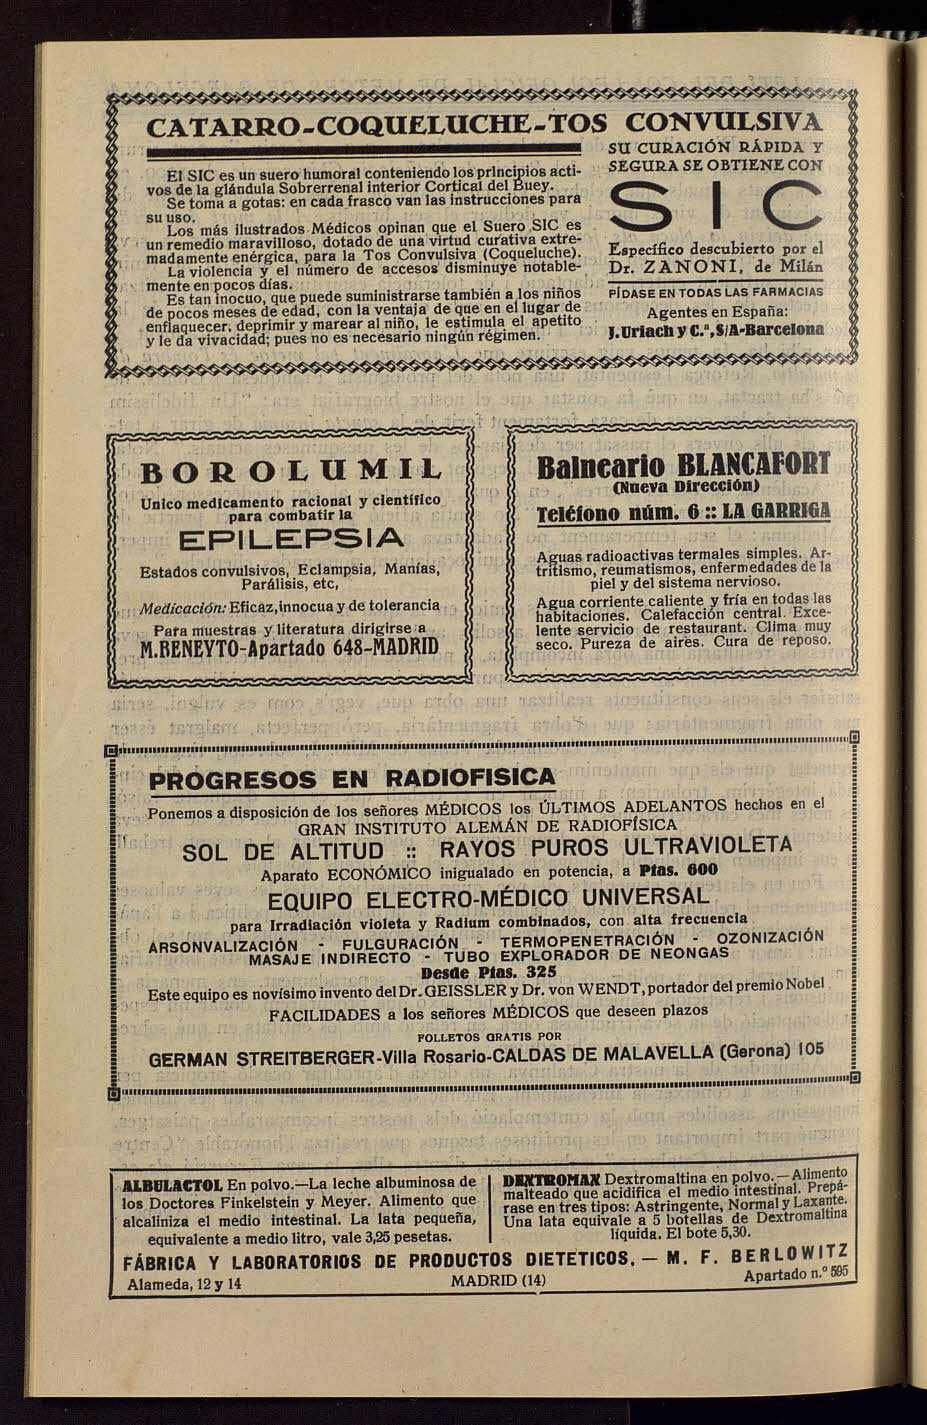 CATARRO-COQUELUCHE-TOS CONVULSIVA
El SIC es un suero humoral conteniendo los principios acti-
vos de la glándula Sobrerrenal interior Cortical del Buey.
Se toma a gotas: en cada frasco van las instrucciones para
su uso.
Los más ilustrados Médicos opinan que el Suero SIC es
un remedio maravilloso, dotado de una virtud curativa extre-
madamente enérgica, para la Tos Convulsiva (Coqueluche).
La violencia y el número de accesos disminuye notable-
mente en pocos días.
Es tan inocuo, que puede suministrarse también a los niños
de pocos meses de edad, con la ventaja de que en el lugar de
enflaquecer, deprimir y marear al niño, le estimula el apetito
y le da vivacidad; pues no es necesario ningún régimen.
SU CURACIÓN RÁPIDA Y
SEGURA SE OBTIENE CON
SIC
Específico descubierto por el
Dr. ZANONI, de Milán
PÍDASE EN TODAS LAS FARMACIAS
Agentes en España:
J. Uriach y C.ª, S/A-Barcelona
BOROLUMIL
Unico medicamento racional y científico
para combatir la
EPILEPSIA
Estados convulsivos, Eclampsia, Manías,
Parálisis, etc,
Medicación: Eficaz, innocua y de tolerancia
Para muestras y literatura dirigirse a
M. BENEYTO-Apartado 648-MADRID
Balneario BLANCAFORT
(Nueva Dirección)
Teléfono núm. 6 :: LA GARRIGA
Aguas radioactivas termales simples. Ar-
tritismo, reumatismos, enfermedades de la
piel y del sistema nervioso.
Agua corriente caliente y fría en todas las
habitaciones. Calefacción central. Exce-
lente servicio de restaurant. Clima muy
seco. Pureza de aires. Cura de reposo.
PROGRESOS EN RADIOFISICA
Ponemos a disposición de los señores MÉDICOS los ÚLTIMOS ADELANTOS hechos en el
GRAN INSTITUTO ALEMÁN DE RADIOFÍSICA
SOL DE ALTITUD :: RAYOS PUROS ULTRAVIOLETA
Aparato ECONÓMICO inigualado en potencia, a Ptas. 600
EQUIPO ELECTRO-MÉDICO UNIVERSAL
para Irradiación violeta y Radium combinados, con alta frecuencia
ARSONVALIZACIÓN - FULGURACIÓN - TERMOPENETRACIÓN - OZONIZACIÓN
MASAJE INDIRECTO - TUBO EXPLORADOR DE NEONGAS
Desde Ptas. 325
Este equipo es novísimo invento del Dr. GEISSLER y Dr. von WENDT, portador del premio Nobel
FACILIDADES a los señores MÉDICOS que deseen plazos
FOLLETOS GRATIS POR
GERMAN STREITBERGER-Villa Rosario-CALDAS DE MALAVELLA (Gerona) 105
ALBULACTOL En polvo.—La leche albuminosa de
los Doctores Finkelstein y Meyer. Alimento que
alcaliniza el medio intestinal. La lata pequeña,
equivalente a medio litro, vale 3,25 pesetas.
DEXTROMAX Dextromaltina en polvo.—Alimento
malteado que acidifica el medio intestinal. Prepá-
rase en tres tipos: Astringente, Normal y Laxante.
Una lata equivale a 5 botellas de Dextromaltina
líquida. El bote 5,30.
FÁBRICA Y LABORATORIOS DE PRODUCTOS DIETETICOS. — M. F. BERLOWITZ
Alameda, 12 y 14 MADRID (14) Apartado n.º 595